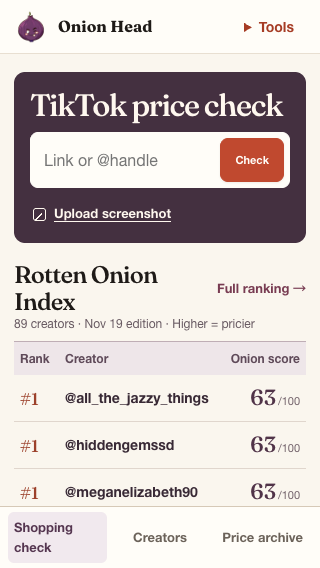 Onion Head
▶ Tools
TikTok price check
Link or @handle
Check
Upload screenshot
Rotten Onion
Index
Full ranking →
89 creators · Nov 19 edition · Higher = pricier
Rank Creator Onion score
#1 @all_the_jazzy_things 63/100
#1 @hiddengemssd 63/100
#1 @meganelizabeth90 63/100
Shopping
check
Creators
Price archive